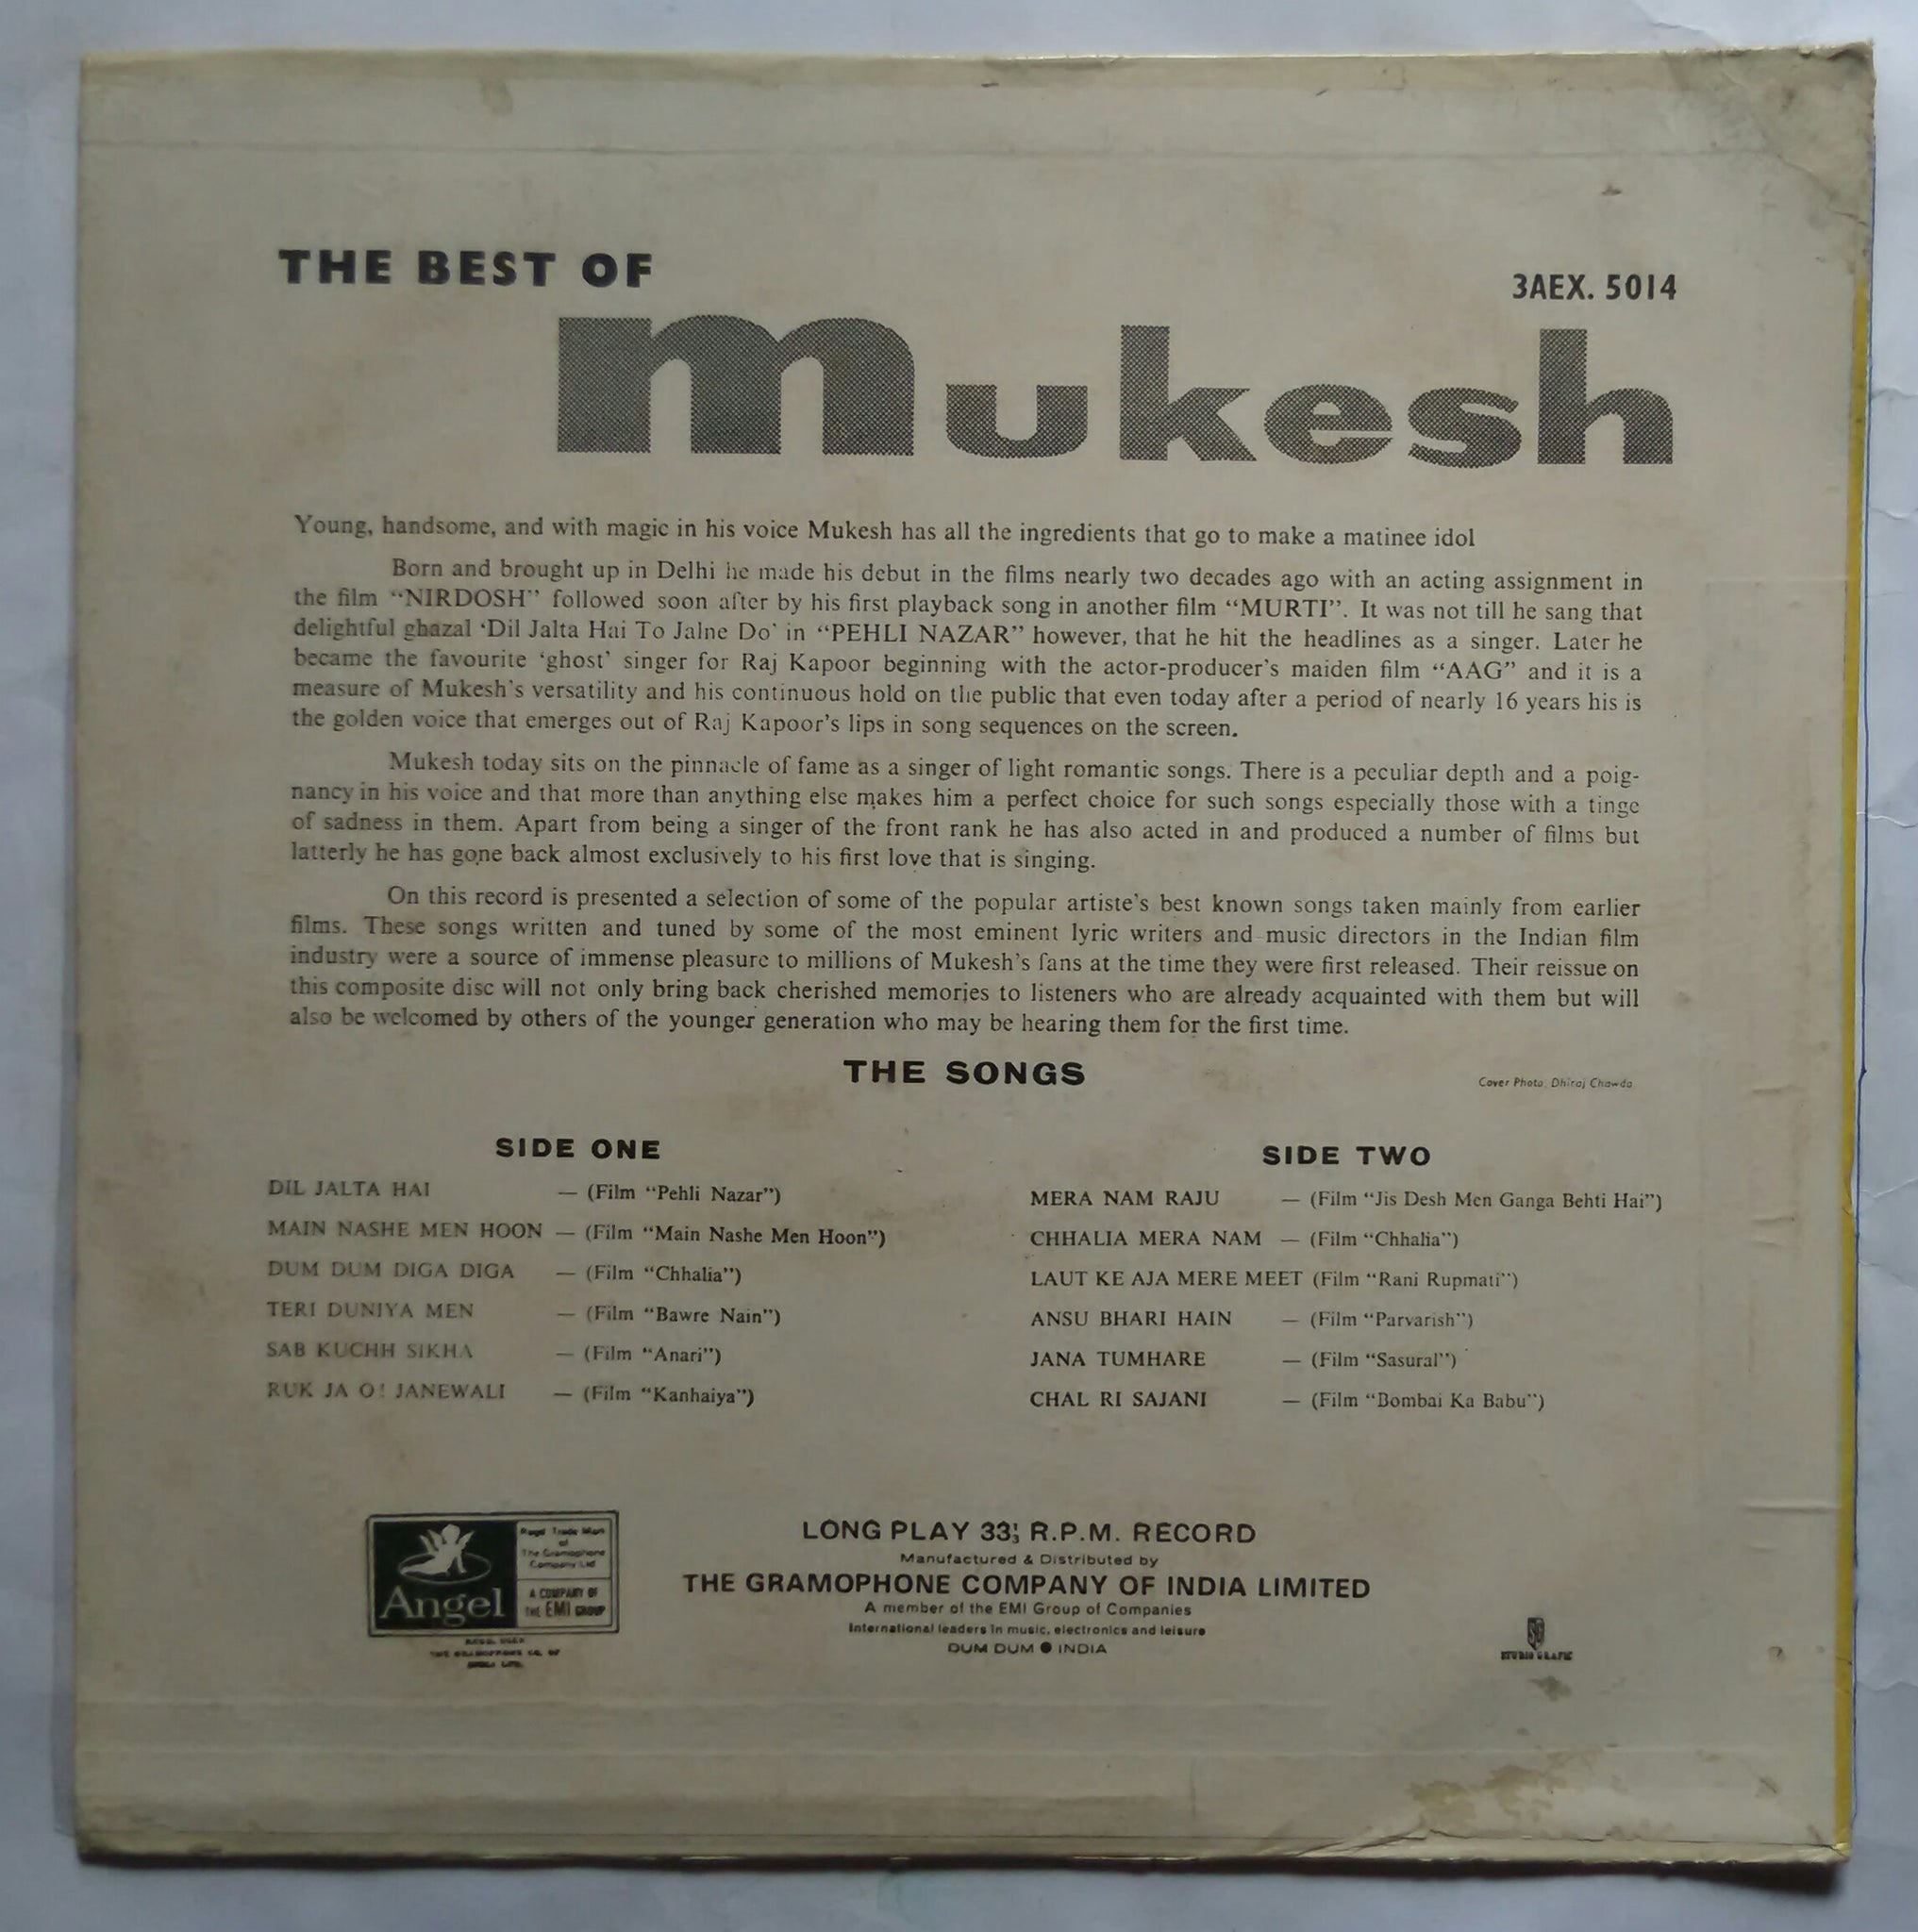 THE BEST OF
3AEX. 5014
mukesh
Young, handsome, and with magic in his voice Mukesh has all the ingredients that go to make a matinee idol
Born and brought up in Delhi he made his debut in the films nearly two decades ago with an acting assignment in
the film “NIRDOSH” followed soon after by his first playback song in another film “MURTI”. It was not till he sang that
delightful ghazal ‘Dil Jalta Hai To Jalne Do’ in “PEHLI NAZAR” however, that he hit the headlines as a singer. Later he
became the favourite ‘ghost’ singer for Raj Kapoor beginning with the actor-producer’s maiden film “AAG” and it is a
measure of Mukesh’s versatility and his continuous hold on the public that even today after a period of nearly 16 years his is
the golden voice that emerges out of Raj Kapoor’s lips in song sequences on the screen.
Mukesh today sits on the pinnacle of fame as a singer of light romantic songs. There is a peculiar depth and a poig-
nancy in his voice and that more than anything else makes him a perfect choice for such songs especially those with a tinge
of sadness in them. Apart from being a singer of the front rank he has also acted in and produced a number of films but
latterly he has gone back almost exclusively to his first love that is singing.
On this record is presented a selection of some of the popular artiste’s best known songs taken mainly from earlier
films. These songs written and tuned by some of the most eminent lyric writers and music directors in the Indian film
industry were a source of immense pleasure to millions of Mukesh’s fans at the time they were first released. Their reissue on
this composite disc will not only bring back cherished memories to listeners who are already acquainted with them but will
also be welcomed by others of the younger generation who may be hearing them for the first time.
THE SONGS
Cover Photo. Dhiraj Chawda
SIDE ONE
DIL JALTA HAI — (Film “Pehli Nazar”)
MAIN NASHE MEN HOON — (Film “Main Nashe Men Hoon”)
DUM DUM DIGA DIGA — (Film “Chhalia”)
TERI DUNIYA MEN — (Film “Bawre Nain”)
SAB KUCHH SIKHA — (Film “Anari”)
RUK JA O! JANEWALI — (Film “Kanhaiya”)
SIDE TWO
MERA NAM RAJU — (Film “Jis Desh Men Ganga Behti Hai”)
CHHALIA MERA NAM — (Film “Chhalia”)
LAUT KE AJA MERE MEET (Film “Rani Rupmati”)
ANSU BHARI HAIN — (Film “Parvarish”)
JANA TUMHARE — (Film “Sasural”)
CHAL RI SAJANI — (Film “Bombai Ka Babu”)
Angel
Regd Trade Mark
of
The Gramophone
Company Ltd
A COMPANY OF
THE EMI GROUP
LONG PLAY 33⅓ R.P.M. RECORD
Manufactured & Distributed by
THE GRAMOPHONE COMPANY OF INDIA LIMITED
A member of the EMI Group of Companies
International leaders in music, electronics and leisure
DUM DUM ● INDIA